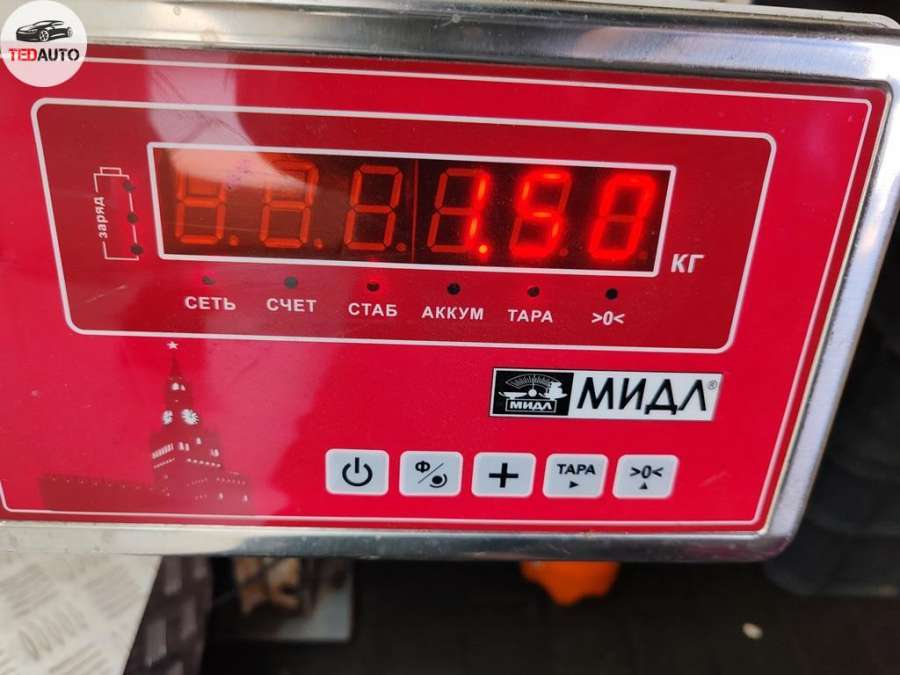 TEDAUTO
заряд
1.50
КГ
СЕТЬ СЧЕТ СТАБ АККУМ ТАРА >0<
МИДЛ МИДЛ®
Ф/ + ТАРА >0<